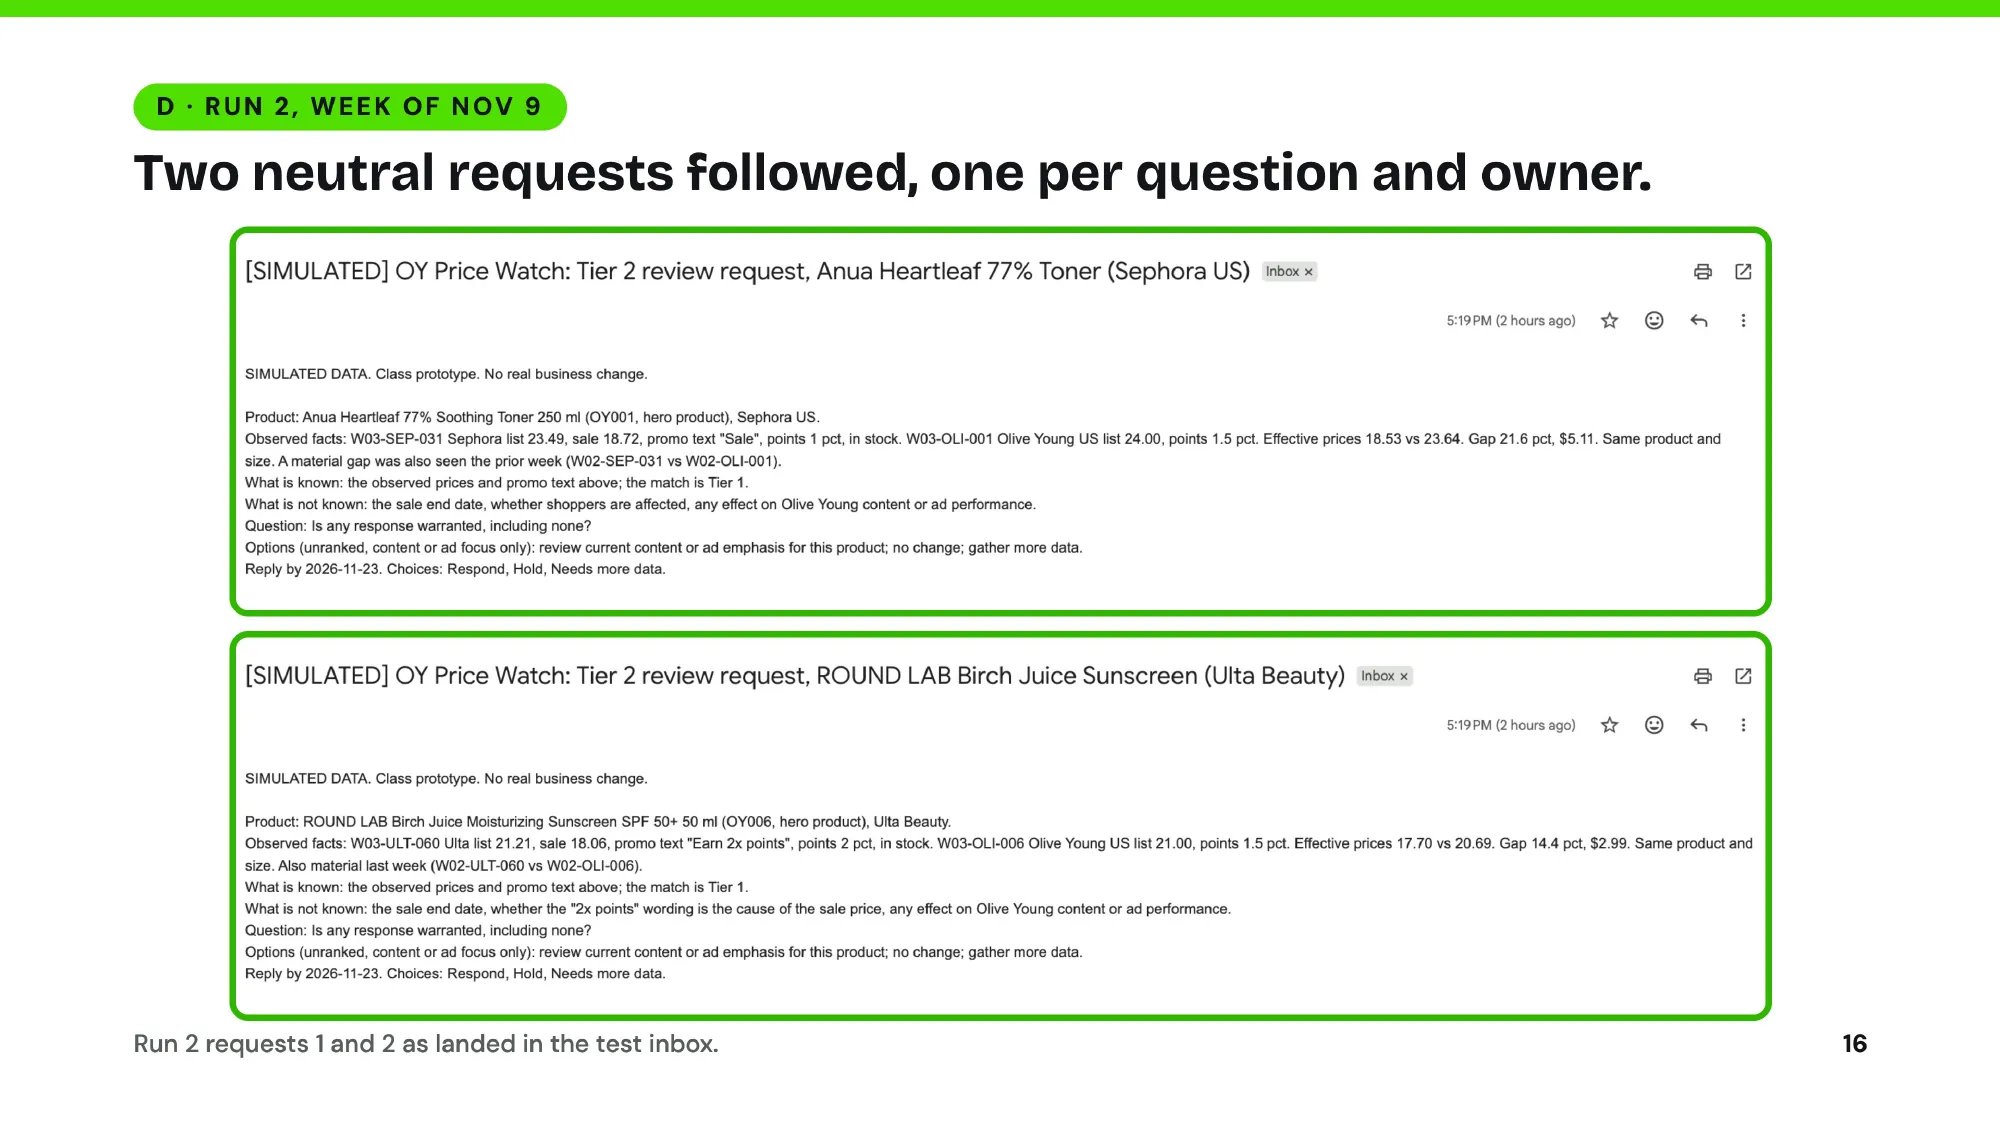 D · RUN 2, WEEK OF NOV 9
Two neutral requests followed, one per question and owner.
[SIMULATED] OY Price Watch: Tier 2 review request, Anua Heartleaf 77% Toner (Sephora US) Inbox ×
5:19 PM (2 hours ago)
SIMULATED DATA. Class prototype. No real business change.
Product: Anua Heartleaf 77% Soothing Toner 250 ml (OY001, hero product), Sephora US.
Observed facts: W03-SEP-031 Sephora list 23.49, sale 18.72, promo text "Sale", points 1 pct, in stock. W03-OLI-001 Olive Young US list 24.00, points 1.5 pct. Effective prices 18.53 vs 23.64. Gap 21.6 pct, $5.11. Same product and
size. A material gap was also seen the prior week (W02-SEP-031 vs W02-OLI-001).
What is known: the observed prices and promo text above; the match is Tier 1.
What is not known: the sale end date, whether shoppers are affected, any effect on Olive Young content or ad performance.
Question: Is any response warranted, including none?
Options (unranked, content or ad focus only): review current content or ad emphasis for this product; no change; gather more data.
Reply by 2026-11-23. Choices: Respond, Hold, Needs more data.
[SIMULATED] OY Price Watch: Tier 2 review request, ROUND LAB Birch Juice Sunscreen (Ulta Beauty) Inbox ×
5:19 PM (2 hours ago)
SIMULATED DATA. Class prototype. No real business change.
Product: ROUND LAB Birch Juice Moisturizing Sunscreen SPF 50+ 50 ml (OY006, hero product), Ulta Beauty.
Observed facts: W03-ULT-060 Ulta list 21.21, sale 18.06, promo text "Earn 2x points", points 2 pct, in stock. W03-OLI-006 Olive Young US list 21.00, points 1.5 pct. Effective prices 17.70 vs 20.69. Gap 14.4 pct, $2.99. Same product and
size. Also material last week (W02-ULT-060 vs W02-OLI-006).
What is known: the observed prices and promo text above; the match is Tier 1.
What is not known: the sale end date, whether the "2x points" wording is the cause of the sale price, any effect on Olive Young content or ad performance.
Question: Is any response warranted, including none?
Options (unranked, content or ad focus only): review current content or ad emphasis for this product; no change; gather more data.
Reply by 2026-11-23. Choices: Respond, Hold, Needs more data.
Run 2 requests 1 and 2 as landed in the test inbox.
16